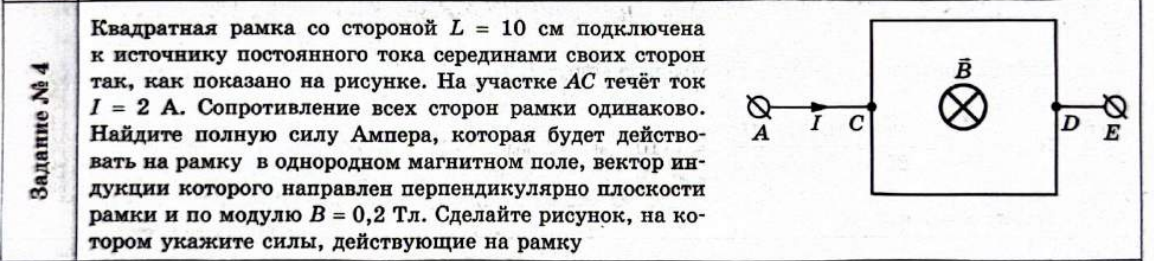 Задание № 4
Квадратная рамка со стороной L = 10 см подключена
к источнику постоянного тока серединами своих сторон
так, как показано на рисунке. На участке AC течёт ток
I = 2 А. Сопротивление всех сторон рамки одинаково.
Найдите полную силу Ампера, которая будет действо-
вать на рамку в однородном магнитном поле, вектор ин-
дукции которого направлен перпендикулярно плоскости
рамки и по модулю B = 0,2 Тл. Сделайте рисунок, на ко-
тором укажите силы, действующие на рамку
B⃗
A I C D E